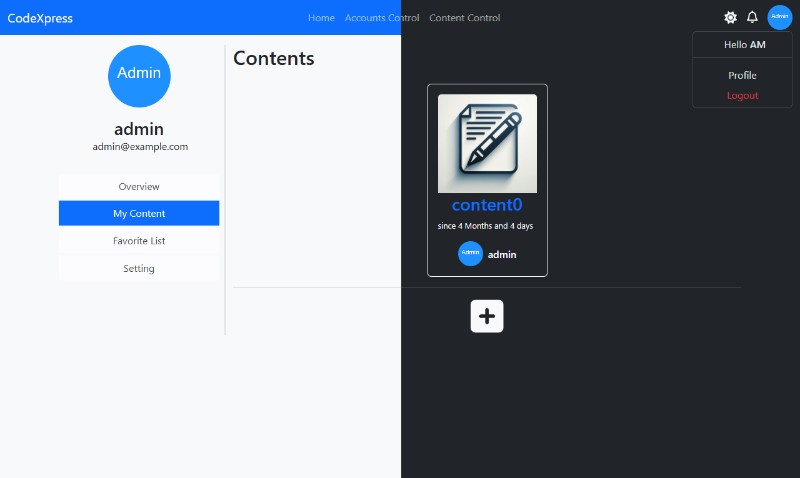 CodeXpress
Home Accounts Control Content Control
Admin
Hello AM
Profile
Logout
Admin
admin
admin@example.com
Overview
My Content
Favorite List
Setting
Contents
content0
since 4 Months and 4 days
Admin
admin